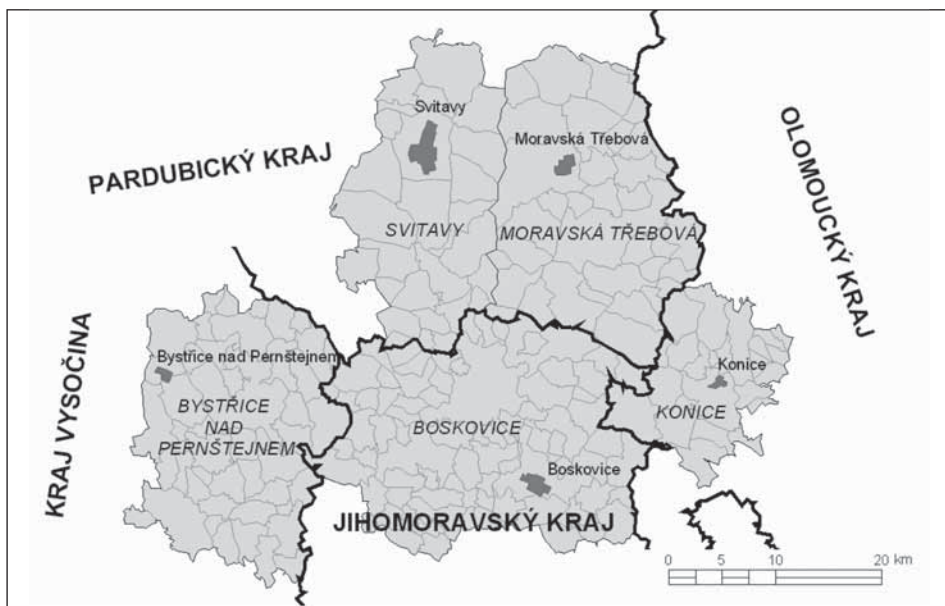 Svitavy
Moravská Třebová
PARDUBICKÝ KRAJ
OLOMOUCKÝ KRAJ
SVITAVY
MORAVSKÁ TŘEBOVÁ
KRAJ VYSOČINA
Bystřice nad Pernštejnem
Konice
BYSTŘICE
NAD
PERNŠTEJNEM
BOSKOVICE
KONICE
Boskovice
JIHOMORAVSKÝ KRAJ
0 5 10 20 km